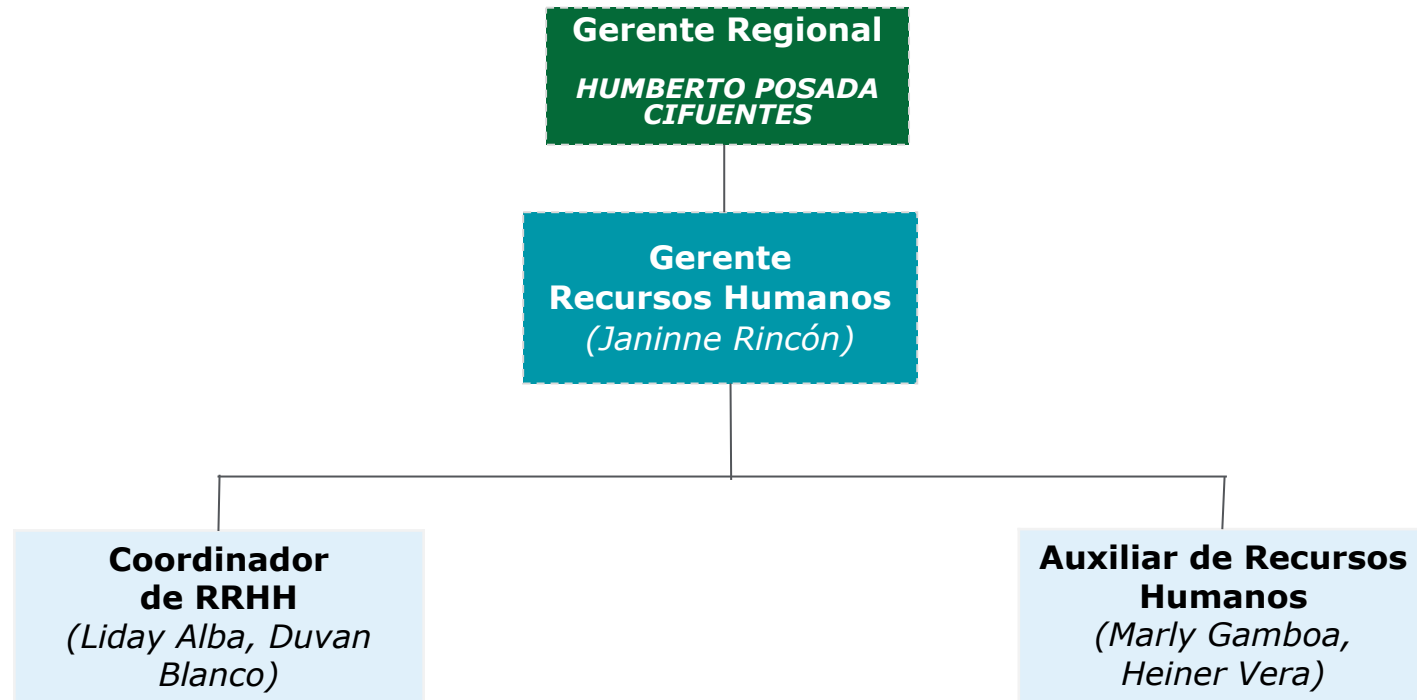 Gerente Regional
HUMBERTO POSADA
CIFUENTES
Gerente
Recursos Humanos
(Janinne Rincón)
Coordinador
de RRHH
(Liday Alba, Duvan
Blanco)
Auxiliar de Recursos
Humanos
(Marly Gamboa,
Heiner Vera)